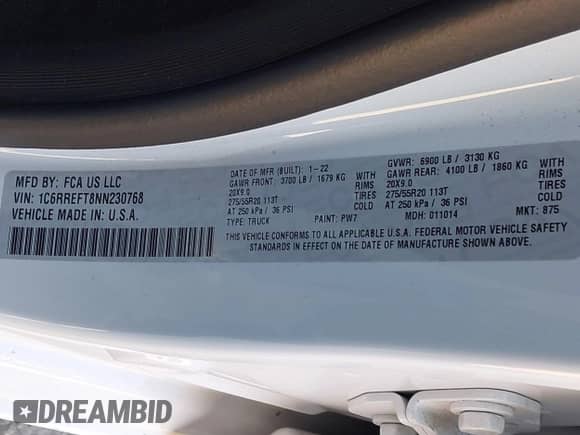 MFD BY: FCA US LLC
VIN: 1C6RREFT8NN230768
VEHICLE MADE IN: U.S.A.
DATE OF MFR (BUILT): 1-22
GAWR FRONT: 3700 LB / 1679 KG WITH
20X9.0 RIMS
275/55R20 113T TIRES
AT 250 kPa / 36 PSI COLD
TYPE: TRUCK PAINT: PW7
GVWR: 6900 LB / 3130 KG
GAWR REAR: 4100 LB / 1860 KG WITH
20X9.0 RIMS
275/55R20 113T TIRES
AT 250 kPa / 36 PSI COLD
MDH: 011014 MKT: 875
THIS VEHICLE CONFORMS TO ALL APPLICABLE U.S.A. FEDERAL MOTOR VEHICLE SAFETY
STANDARDS IN EFFECT ON THE DATE OF MANUFACTURE SHOWN ABOVE.
DREAMBID